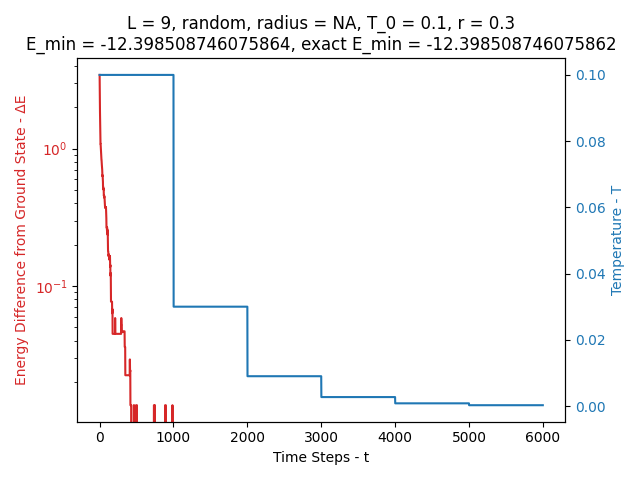 L = 9, random, radius = NA, T_0 = 0.1, r = 0.3
E_min = -12.398508746075864, exact E_min = -12.398508746075862
Energy Difference from Ground State - ΔE
10⁰
10⁻¹
0.10
0.08
0.06
0.04
0.02
0.00
Temperature - T
0 1000 2000 3000 4000 5000 6000
Time Steps - t